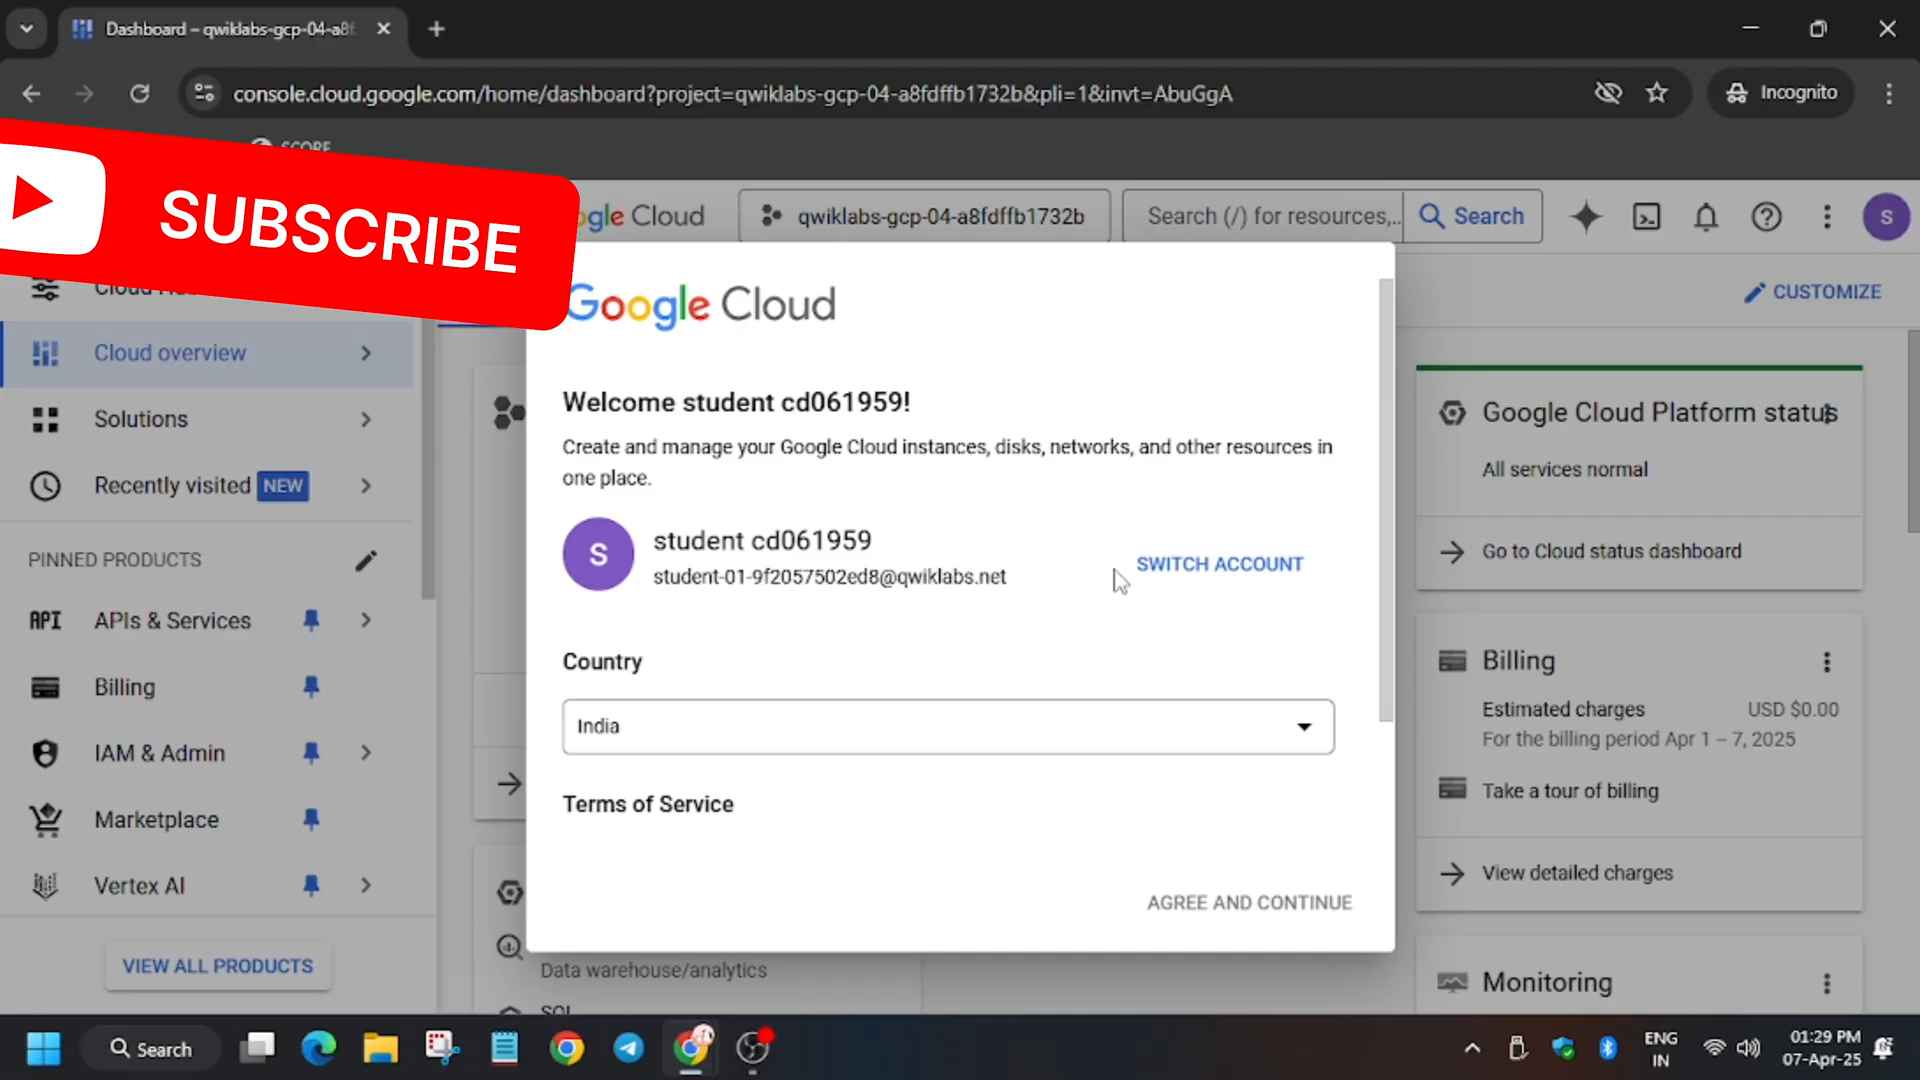 Dashboard – qwiklabs-gcp-04-a8f
console.cloud.google.com/home/dashboard?project=qwiklabs-gcp-04-a8fdffb1732b&pli=1&invt=AbuGgA
Incognito
SCORE
SUBSCRIBE
Google Cloud
qwiklabs-gcp-04-a8fdffb1732b
Search (/) for resources,...
Search
S
CUSTOMIZE
Cloud overview
Solutions
Recently visited NEW
PINNED PRODUCTS
API APIs & Services
Billing
IAM & Admin
Marketplace
Vertex AI
VIEW ALL PRODUCTS
Google Cloud
Welcome student cd061959!
Create and manage your Google Cloud instances, disks, networks, and other resources in
one place.
S
student cd061959
student-01-9f2057502ed8@qwiklabs.net
SWITCH ACCOUNT
Country
India
Terms of Service
AGREE AND CONTINUE
Data warehouse/analytics
SQL
Google Cloud Platform status
All services normal
Go to Cloud status dashboard
Billing
Estimated charges USD $0.00
For the billing period Apr 1 – 7, 2025
Take a tour of billing
View detailed charges
Monitoring
Search
ENG
IN
01:29 PM
07-Apr-25